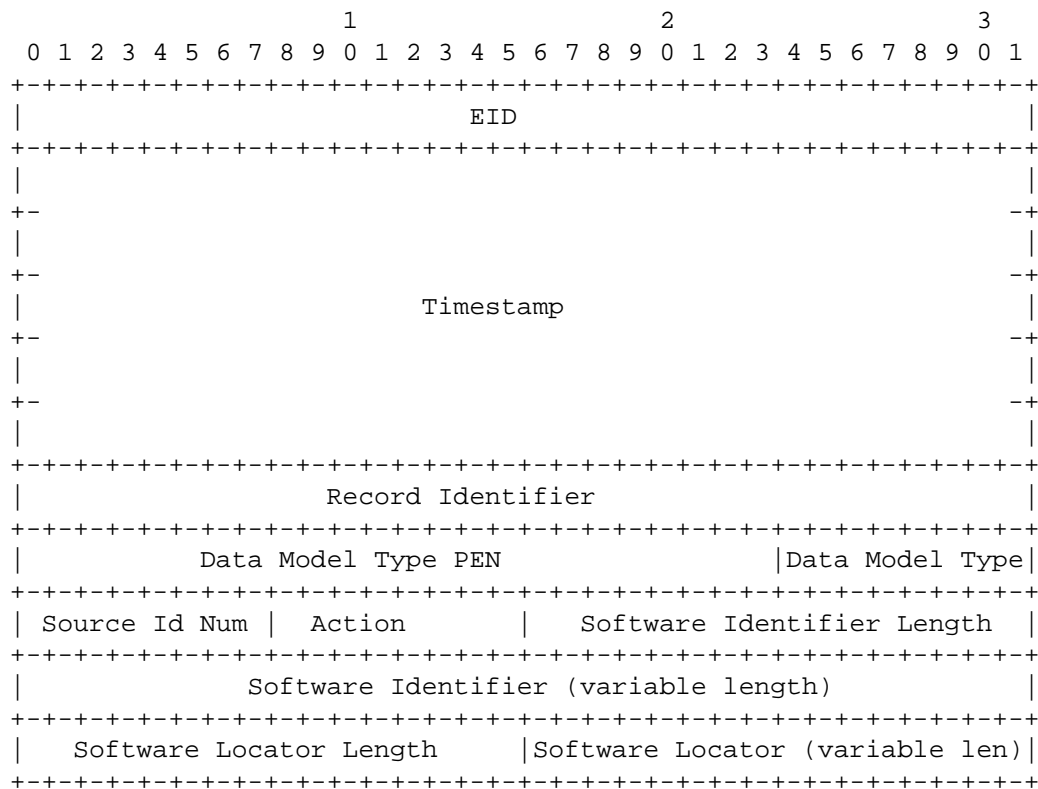 1                   2                   3
 0 1 2 3 4 5 6 7 8 9 0 1 2 3 4 5 6 7 8 9 0 1 2 3 4 5 6 7 8 9 0 1
+-+-+-+-+-+-+-+-+-+-+-+-+-+-+-+-+-+-+-+-+-+-+-+-+-+-+-+-+-+-+-+-+
|                            EID                                |
+-+-+-+-+-+-+-+-+-+-+-+-+-+-+-+-+-+-+-+-+-+-+-+-+-+-+-+-+-+-+-+-+
|                                                               |
+-                                                             -+
|                                                               |
+-                                                             -+
|                         Timestamp                             |
+-                                                             -+
|                                                               |
+-                                                             -+
|                                                               |
+-+-+-+-+-+-+-+-+-+-+-+-+-+-+-+-+-+-+-+-+-+-+-+-+-+-+-+-+-+-+-+-+
|                   Record Identifier                           |
+-+-+-+-+-+-+-+-+-+-+-+-+-+-+-+-+-+-+-+-+-+-+-+-+-+-+-+-+-+-+-+-+
|           Data Model Type PEN                 |Data Model Type|
+-+-+-+-+-+-+-+-+-+-+-+-+-+-+-+-+-+-+-+-+-+-+-+-+-+-+-+-+-+-+-+-+
| Source Id Num |  Action       |   Software Identifier Length  |
+-+-+-+-+-+-+-+-+-+-+-+-+-+-+-+-+-+-+-+-+-+-+-+-+-+-+-+-+-+-+-+-+
|              Software Identifier (variable length)            |
+-+-+-+-+-+-+-+-+-+-+-+-+-+-+-+-+-+-+-+-+-+-+-+-+-+-+-+-+-+-+-+-+
|   Software Locator Length     |Software Locator (variable len)|
+-+-+-+-+-+-+-+-+-+-+-+-+-+-+-+-+-+-+-+-+-+-+-+-+-+-+-+-+-+-+-+-+